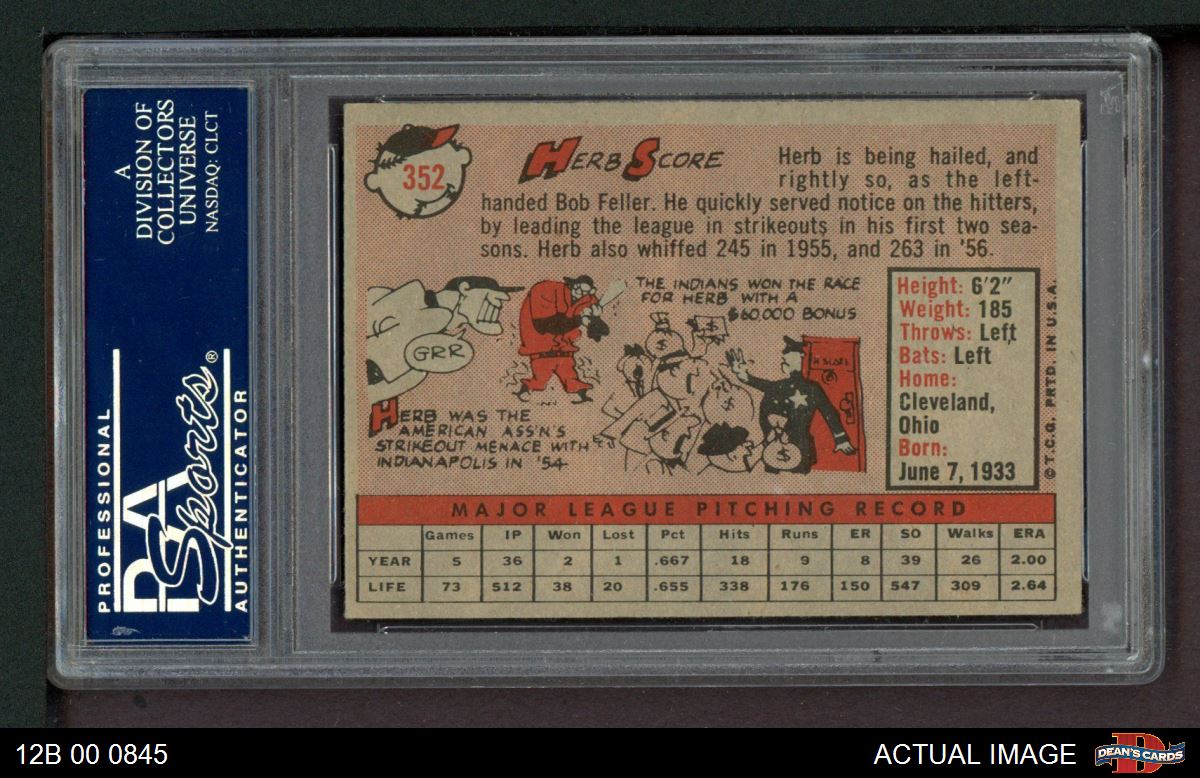 A
DIVISION OF
COLLECTORS
UNIVERSE
NASDAQ: CLCT
PROFESSIONAL
PSA
Sports®
AUTHENTICATOR
352
HERB SCORE
Herb is being hailed, and
rightly so, as the left-
handed Bob Feller. He quickly served notice on the hitters,
by leading the league in strikeouts in his first two sea-
sons. Herb also whiffed 245 in 1955, and 263 in '56.
GRR
HERB WAS THE
AMERICAN ASS'N'S
STRIKEOUT MENACE WITH
INDIANAPOLIS IN '54
THE INDIANS WON THE RACE
FOR HERB WITH A
$60,000 BONUS
$
$
$
$
H. SCORE
Height: 6'2"
Weight: 185
Throws: Left
Bats: Left
Home:
Cleveland,
Ohio
Born:
June 7, 1933
© T.C.G. PRTD. IN U.S.A.
MAJOR LEAGUE PITCHING RECORD
Games IP Won Lost Pct Hits Runs ER SO Walks ERA
YEAR 5 36 2 1 .667 18 9 8 39 26 2.00
LIFE 73 512 38 20 .655 338 176 150 547 309 2.64
12B 00 0845
ACTUAL IMAGE
DEAN'S CARDS